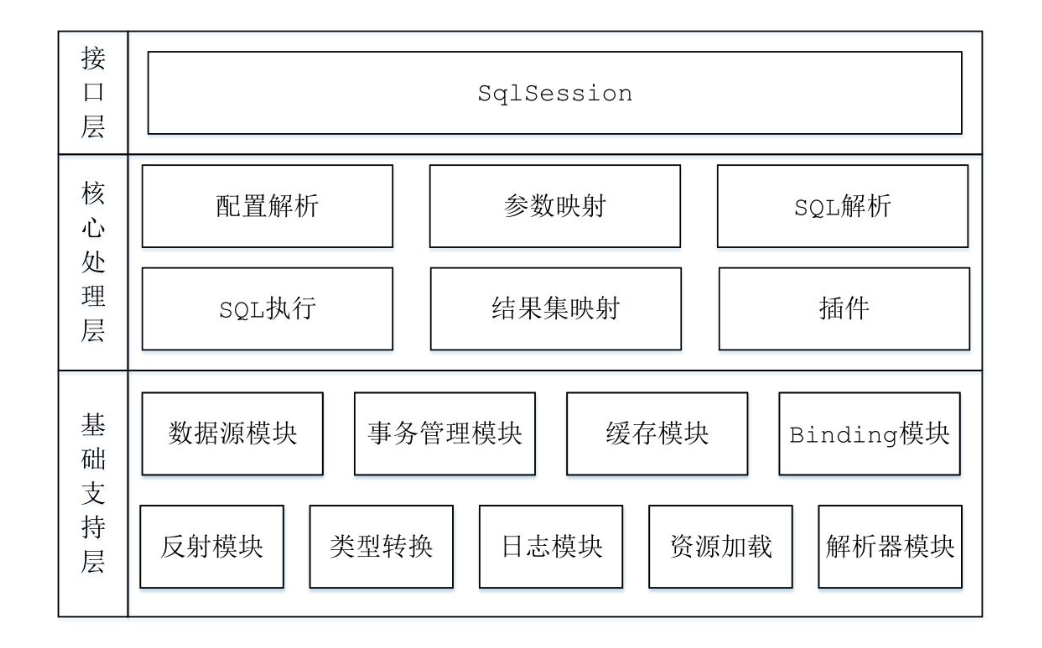 接口层
SqlSession
核心处理层
配置解析
参数映射
SQL解析
SQL执行
结果集映射
插件
基础支持层
数据源模块
事务管理模块
缓存模块
Binding模块
反射模块
类型转换
日志模块
资源加载
解析器模块